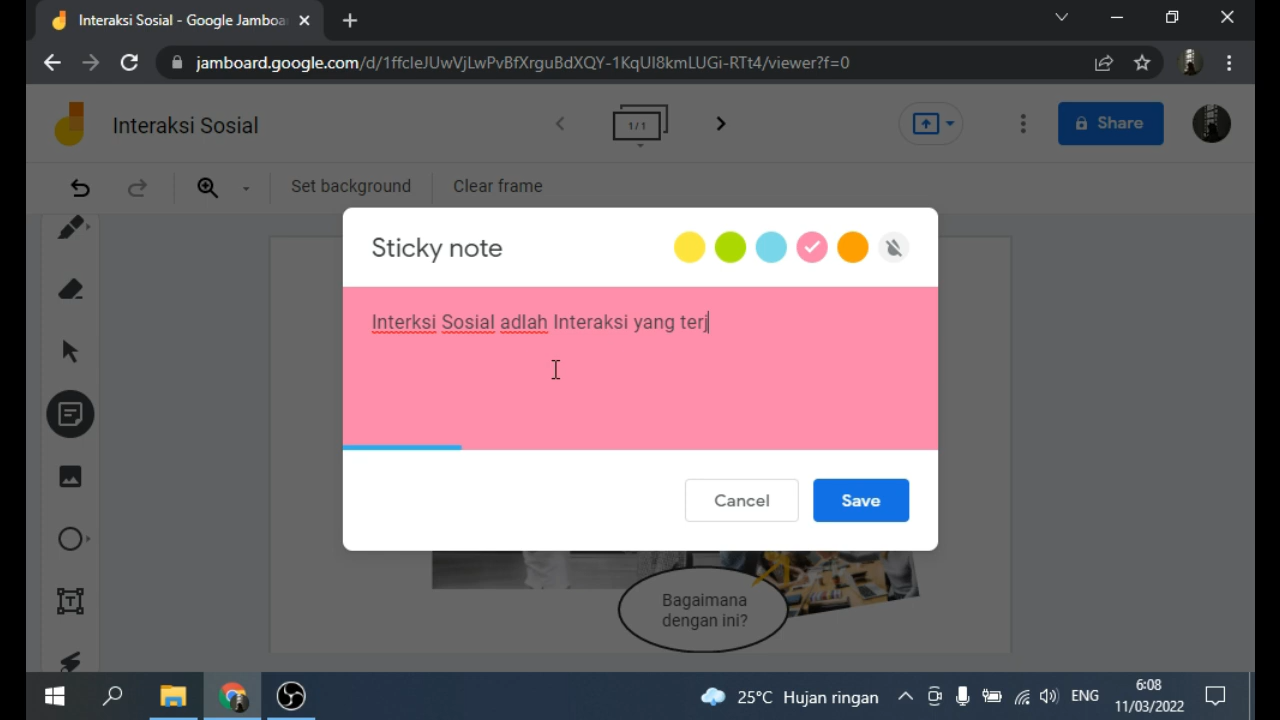 Interaksi Sosial - Google Jamboa
jamboard.google.com/d/1ffcleJUwVjLwPvBfXrguBdXQY-1KqUl8kmLUGi-RTt4/viewer?f=0
Interaksi Sosial
1/1
Share
Set background
Clear frame
Sticky note
Interksi Sosial adlah Interaksi yang terj
Cancel
Save
Bagaimana
dengan ini?
25°C Hujan ringan
ENG
6:08
11/03/2022